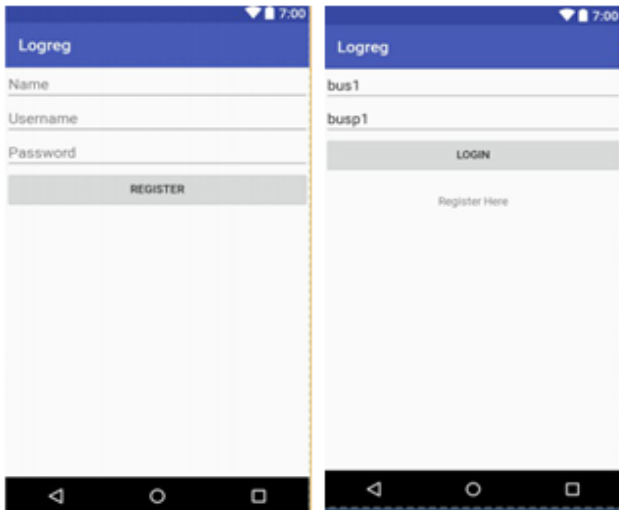 7:00
Logreg
Name
Username
Password
REGISTER
7:00
Logreg
bus1
busp1
LOGIN
Register Here